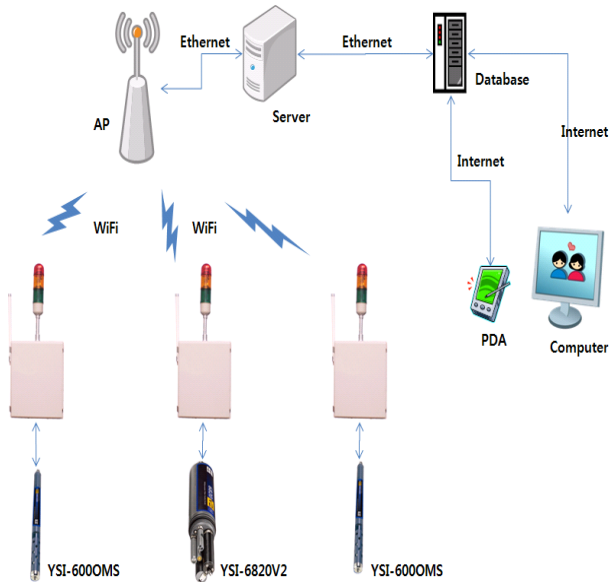 Ethernet
Ethernet
AP
Server
Database
Internet
Internet
WiFi
WiFi
PDA
Computer
YSI-600OMS
YSI-6820V2
YSI-600OMS